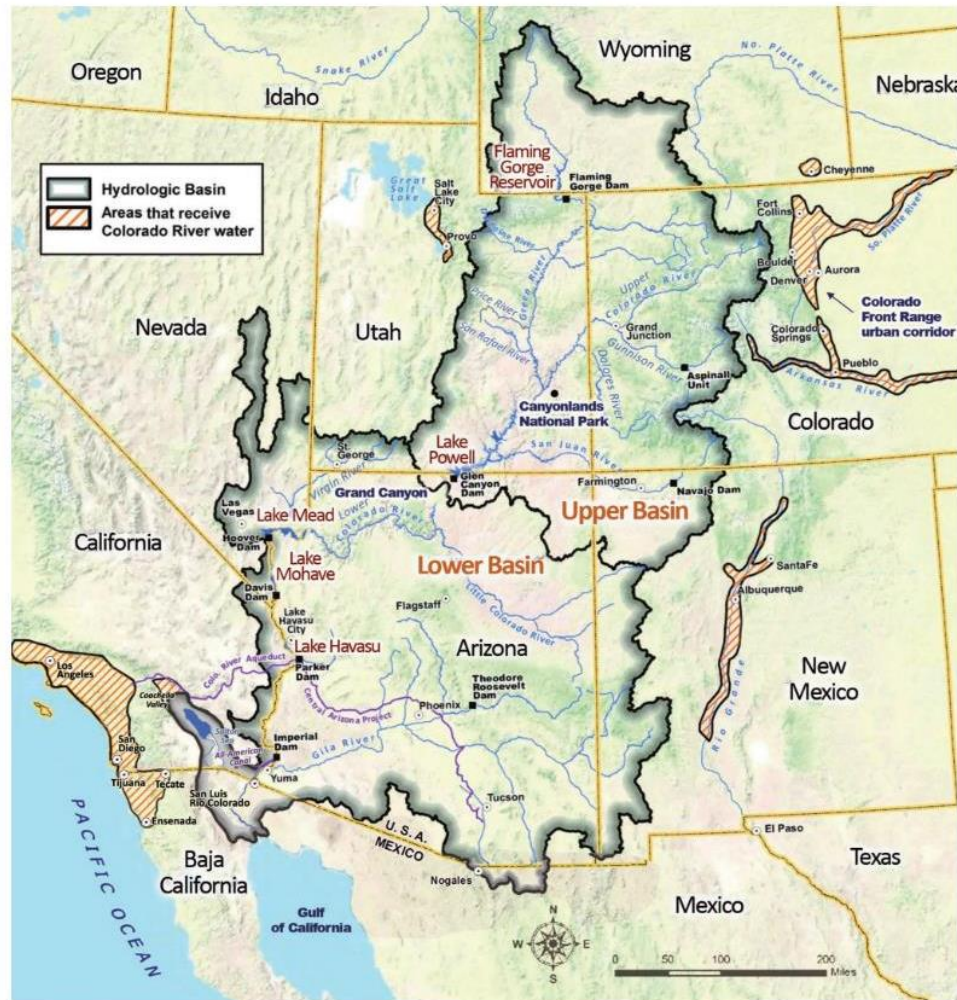 Oregon
Idaho
Snake River
Wyoming
No. Platte River
Nebraska
Hydrologic Basin
Areas that receive
Colorado River water
Great
Salt
Lake
Salt
Lake
City
Provo
Flaming
Gorge
Reservoir
Flaming
Gorge Dam
Cheyenne
Fort
Collins
So. Platte River
Boulder
Denver
Aurora
Colorado
Front Range
urban corridor
Colorado
Springs
Pueblo
Arkansas River
Nevada
Utah
Green River
Price River
San Rafael River
Upper
Colorado River
Grand
Junction
Gunnison River
Dolores River
Aspinall
Unit
Canyonlands
National Park
Colorado
St.
George
Virgin River
Lake
Powell
Glen
Canyon
Dam
San Juan River
Farmington
Navajo Dam
Grand Canyon
Las
Vegas
Lake Mead
Hoover
Dam
Lower
Colorado River
Upper Basin
Lower Basin
California
Lake
Mohave
Davis
Dam
Lake
Havasu
City
Flagstaff
Little Colorado River
SantaFe
Albuquerque
Lake Havasu
Parker
Dam
Arizona
Colo. River Aqueduct
Los
Angeles
Coachella
Valley
Salton
Sea
Central Arizona Project
Phoenix
Theodore
Roosevelt
Dam
New
Mexico
Rio Grande
San
Diego
All-American
Canal
Imperial
Dam
Gila River
Yuma
Tijuana
Tecate
San Luis
Rio Colorado
Ensenada
Tucson
U.S.A.
MEXICO
El Paso
Texas
PACIFIC OCEAN
Baja
California
Gulf
of California
Nogales
Mexico
N
W
E
S
0
50
100
200
Miles